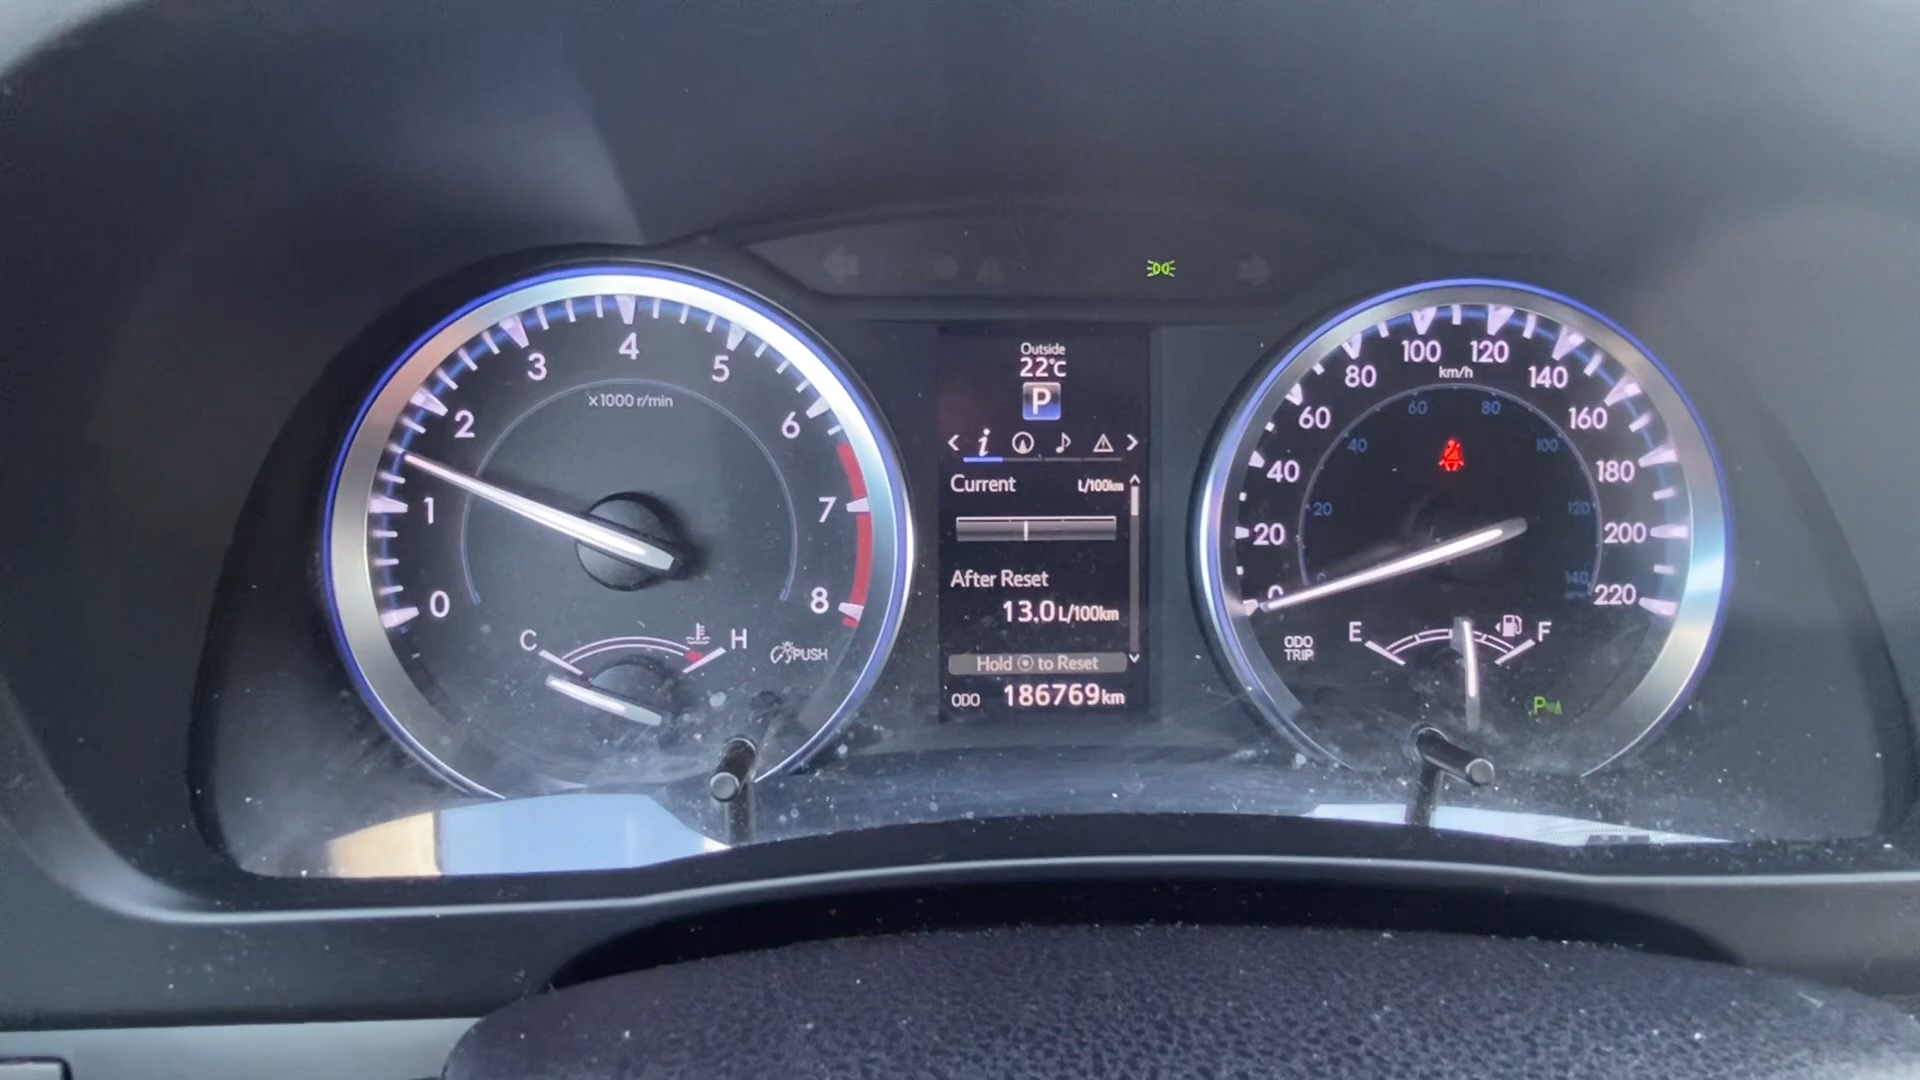 0
1
2
3
4
5
6
7
8
x1000 r/min
C
H
PUSH
Outside
22°C
P
Current L/100km
After Reset
13.0 L/100km
Hold to Reset
ODO 186769km
0
20
40
60
80
100
120
140
160
180
200
220
km/h
20
40
60
80
100
120
140
ODO
TRIP
E
F
P